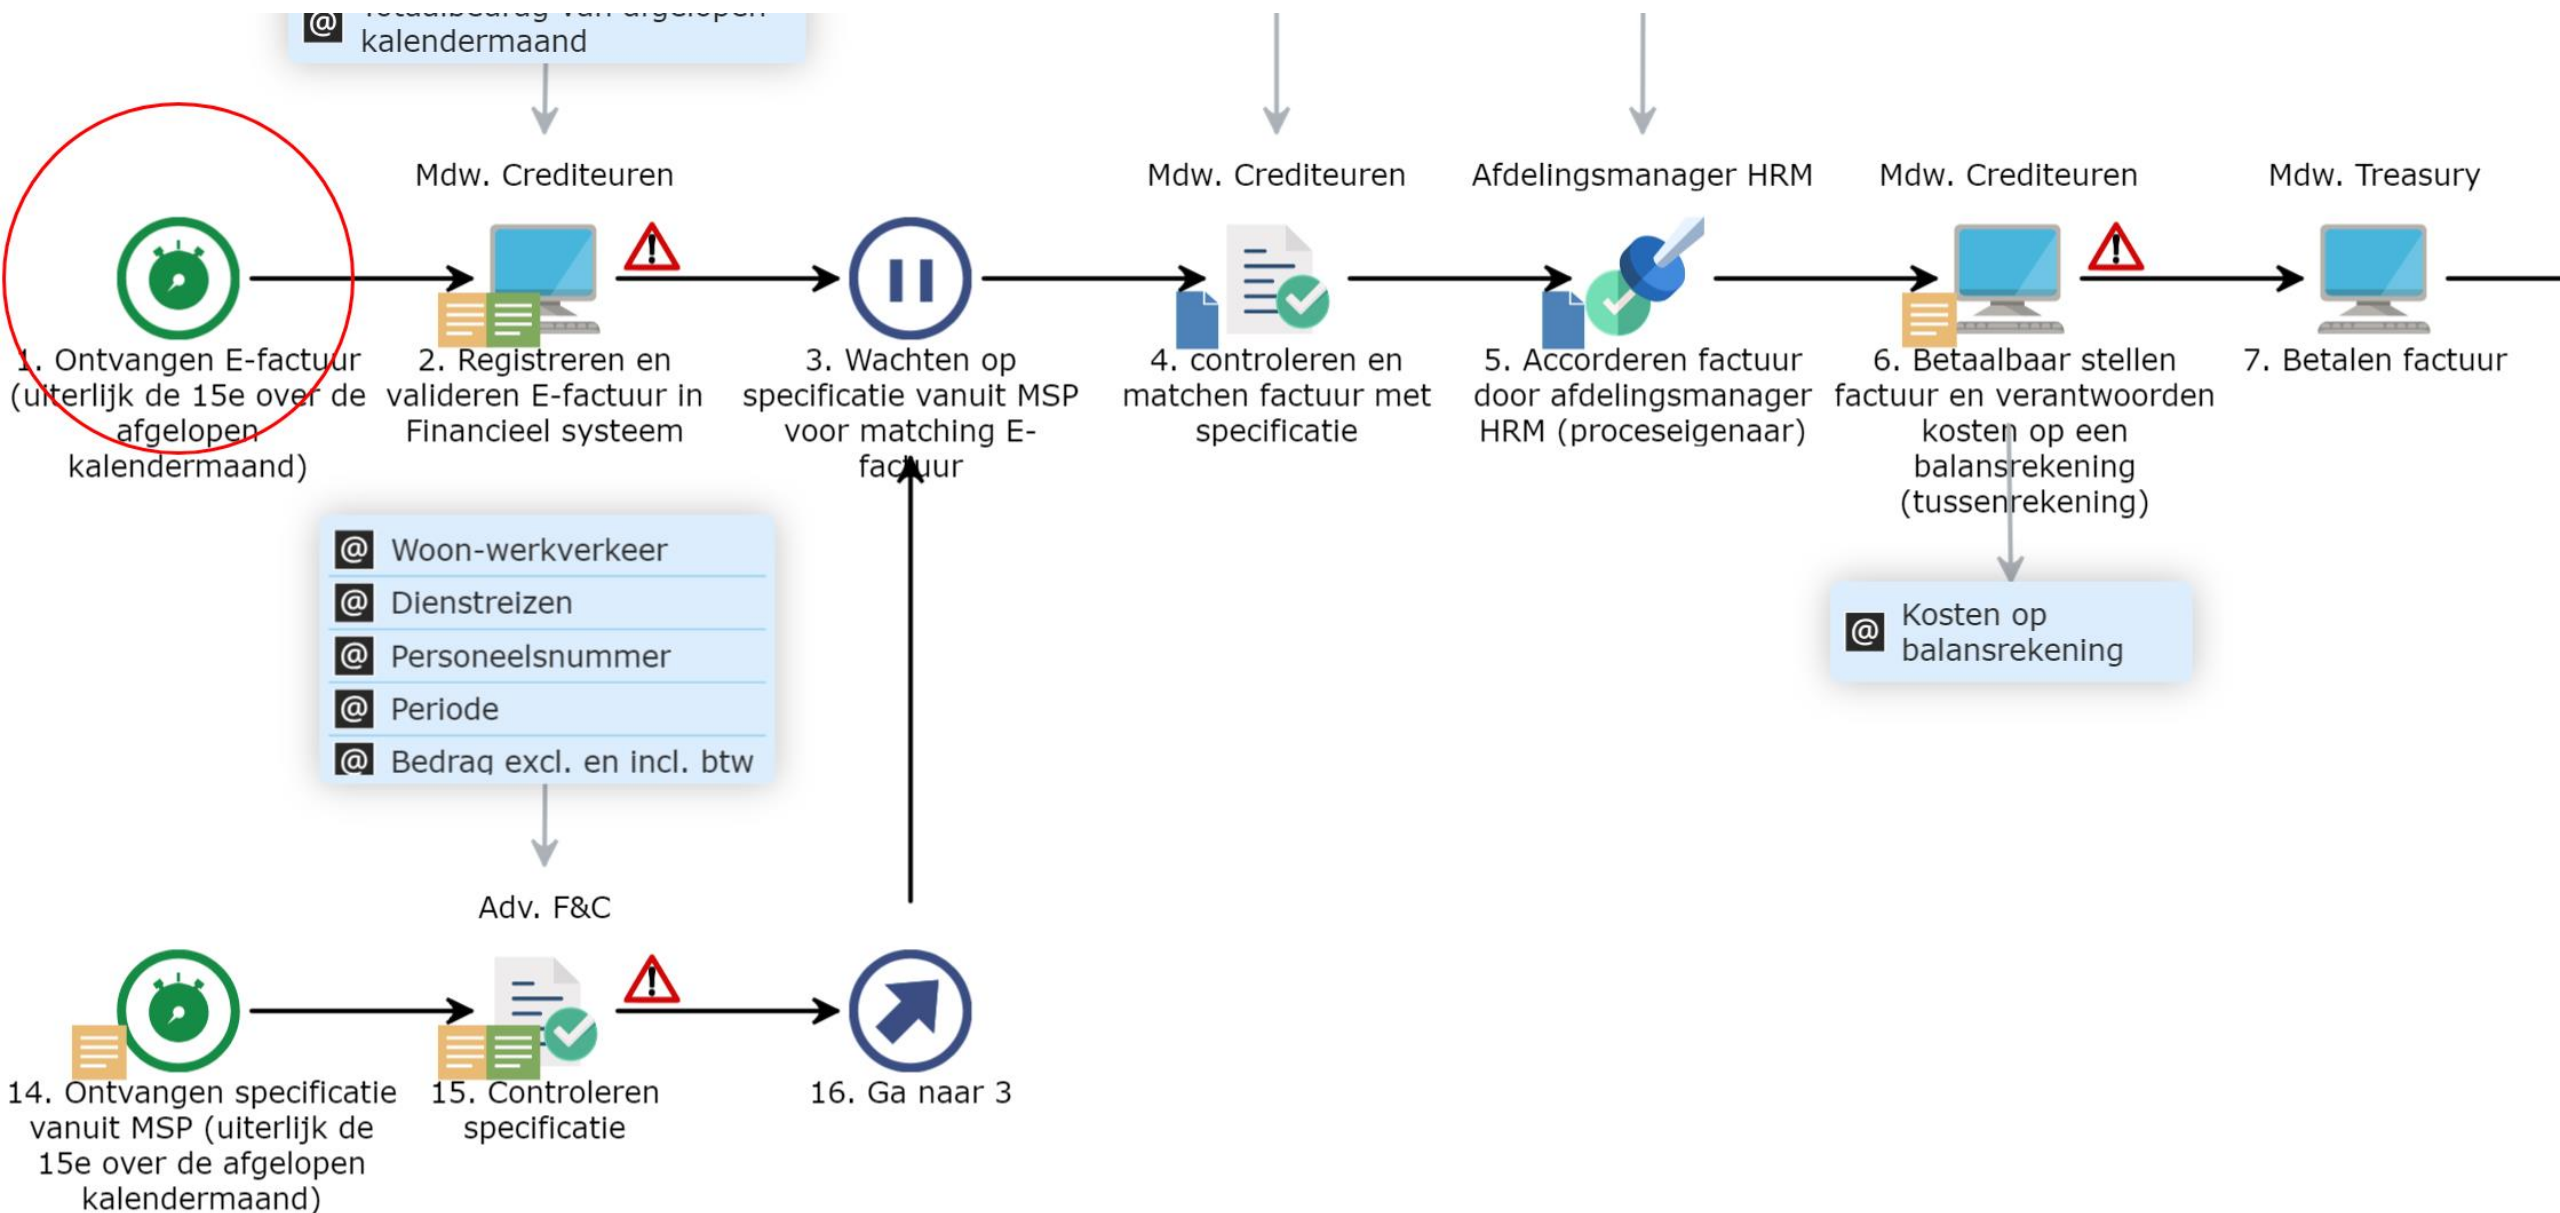 kalendermaand
Mdw. Crediteuren
Mdw. Crediteuren
Afdelingsmanager HRM
Mdw. Crediteuren
Mdw. Treasury
1. Ontvangen E-factuur
(uiterlijk de 15e over de
afgelopen
kalendermaand)
2. Registreren en
valideren E-factuur in
Financieel systeem
3. Wachten op
specificatie vanuit MSP
voor matching E-
factuur
4. controleren en
matchen factuur met
specificatie
5. Accorderen factuur
door afdelingsmanager
HRM (proceseigenaar)
6. Betaalbaar stellen
factuur en verantwoorden
kosten op een
balansrekening
(tussenrekening)
7. Betalen factuur
@ Woon-werkverkeer
@ Dienstreizen
@ Personeelsnummer
@ Periode
@ Bedrag excl. en incl. btw
@ Kosten op
balansrekening
Adv. F&C
14. Ontvangen specificatie
vanuit MSP (uiterlijk de
15e over de afgelopen
kalendermaand)
15. Controleren
specificatie
16. Ga naar 3